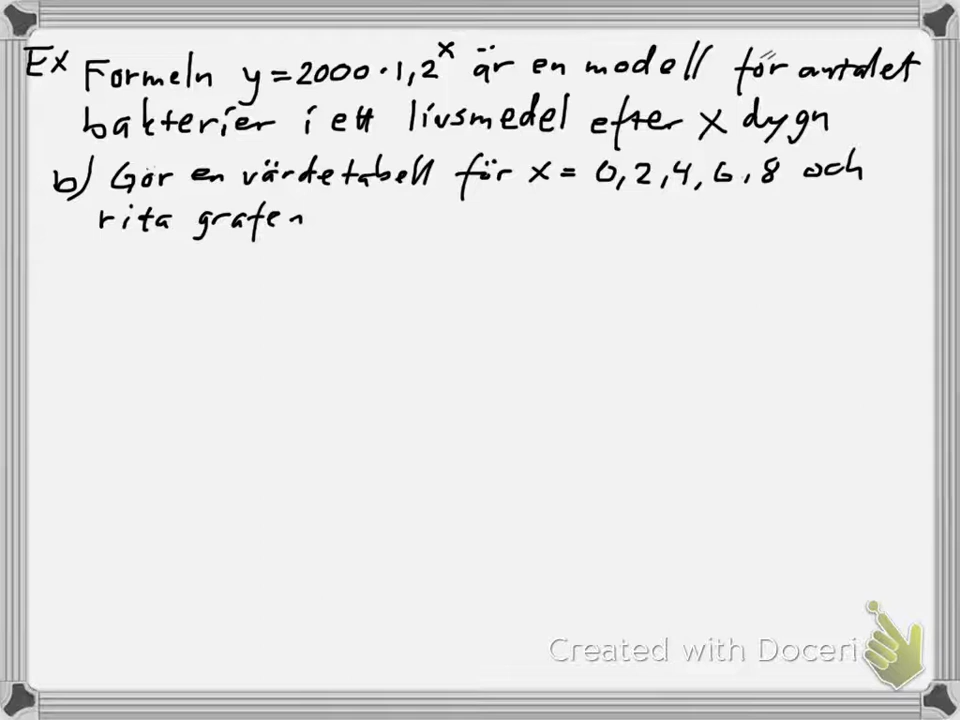 Ex Formeln y = 2000 · 1,2^x är en modell för antalet
bakterier i ett livsmedel efter x dygn
b) Gör en värdetabell för x = 0, 2, 4, 6, 8 och
rita grafen
Created with Doceri